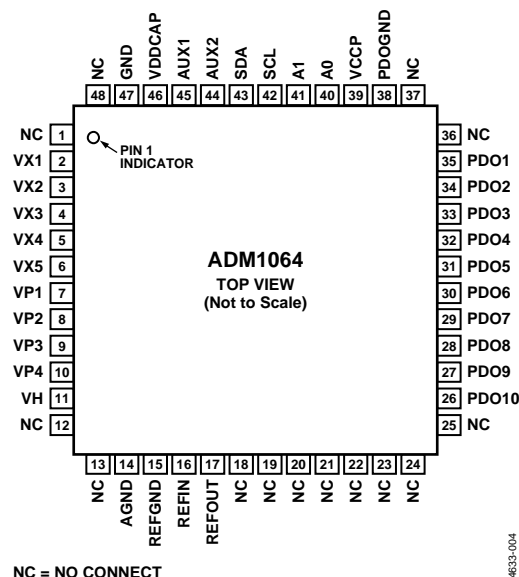 NC GND VDDCAP AUX1 AUX2 SDA SCL A1 A0 VCCP PDOGND NC
48 47 46 45 44 43 42 41 40 39 38 37
NC 1
VX1 2
VX2 3
VX3 4
VX4 5
VX5 6
VP1 7
VP2 8
VP3 9
VP4 10
VH 11
NC 12
PIN 1
INDICATOR
ADM1064
TOP VIEW
(Not to Scale)
36 NC
35 PDO1
34 PDO2
33 PDO3
32 PDO4
31 PDO5
30 PDO6
29 PDO7
28 PDO8
27 PDO9
26 PDO10
25 NC
13 14 15 16 17 18 19 20 21 22 23 24
NC AGND REFGND REFIN REFOUT NC NC NC NC NC NC NC
NC = NO CONNECT
4633-004